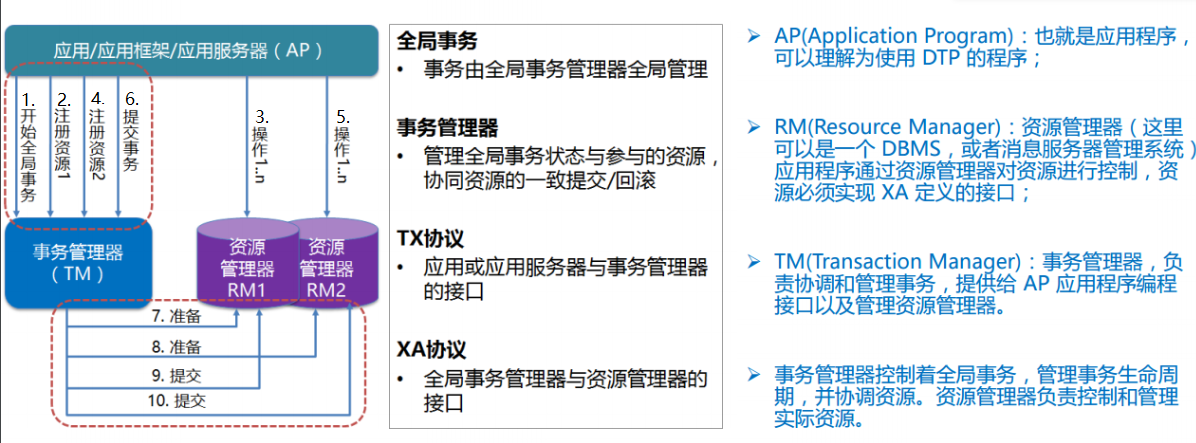 应用/应用框架/应用服务器（AP）
1.开始全局事务
2.注册资源1
4.注册资源2
6.提交事务
3.操作1..n
5.操作1..n
事务管理器
（TM）
资源
管理器
RM1
资源
管理器
RM2
7. 准备
8. 准备
9. 提交
10. 提交
全局事务
• 事务由全局事务管理器全局管理
事务管理器
• 管理全局事务状态与参与的资源，
协同资源的一致提交/回滚
TX协议
• 应用或应用服务器与事务管理器
的接口
XA协议
• 全局事务管理器与资源管理器的
接口
➢ AP(Application Program)：也就是应用程序，
可以理解为使用 DTP 的程序；
➢ RM(Resource Manager)：资源管理器（这里
可以是一个 DBMS，或者消息服务器管理系统）
应用程序通过资源管理器对资源进行控制，资
源必须实现 XA 定义的接口；
➢ TM(Transaction Manager)：事务管理器，负
责协调和管理事务，提供给 AP 应用程序编程
接口以及管理资源管理器。
➢ 事务管理器控制着全局事务，管理事务生命周
期，并协调资源。资源管理器负责控制和管理
实际资源。